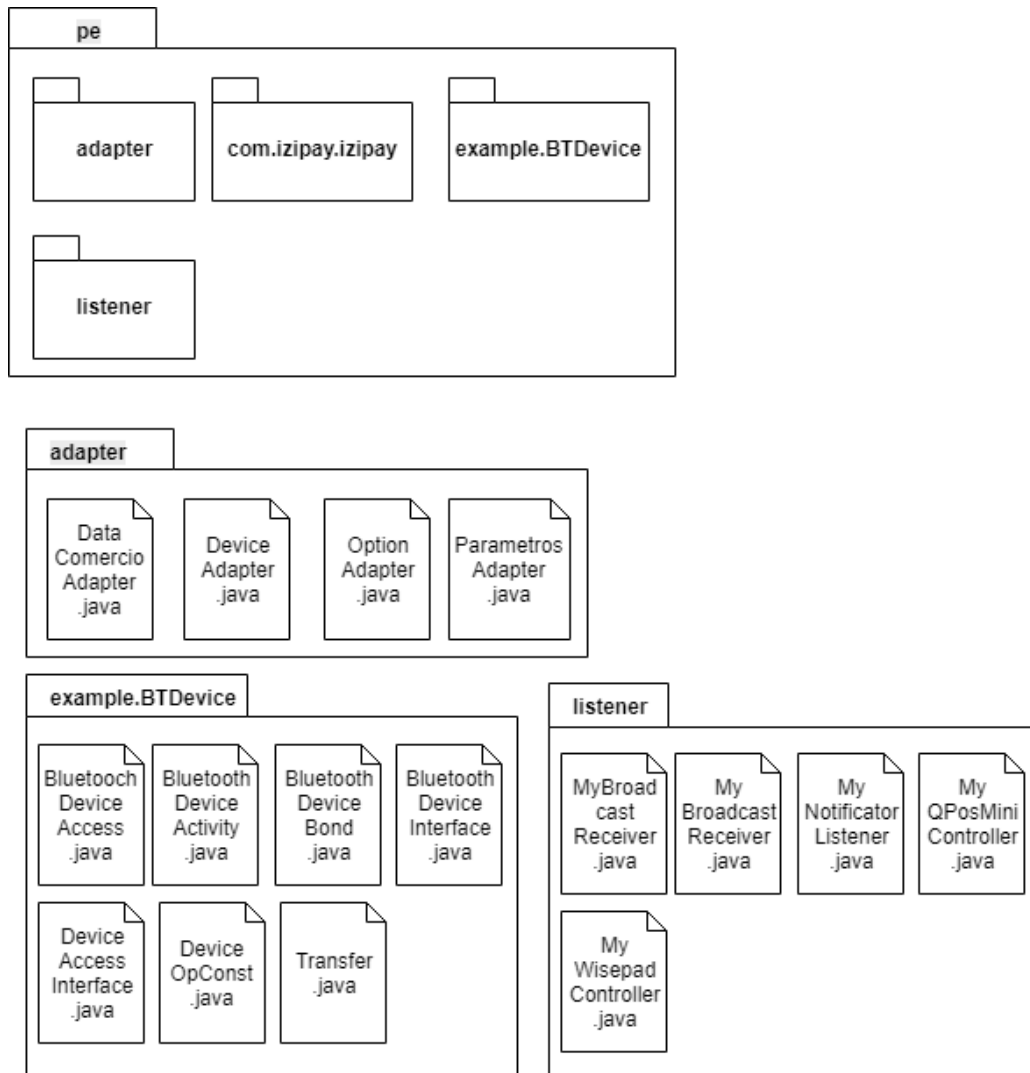 pe
adapter
com.izipay.izipay
example.BTDevice
listener
adapter
Data
Comercio
Adapter
.java
Device
Adapter
.java
Option
Adapter
.java
Parametros
Adapter
.java
example.BTDevice
Bluetooch
Device
Access
.java
Bluetooth
Device
Activity
.java
Bluetooth
Device
Bond
.java
Bluetooth
Device
Interface
.java
Device
Access
Interface
.java
Device
OpConst
.java
Transfer
.java
listener
MyBroad
cast
Receiver
.java
My
Broadcast
Receiver
.java
My
Notificator
Listener
.java
My
QPosMini
Controller
.java
My
Wisepad
Controller
.java